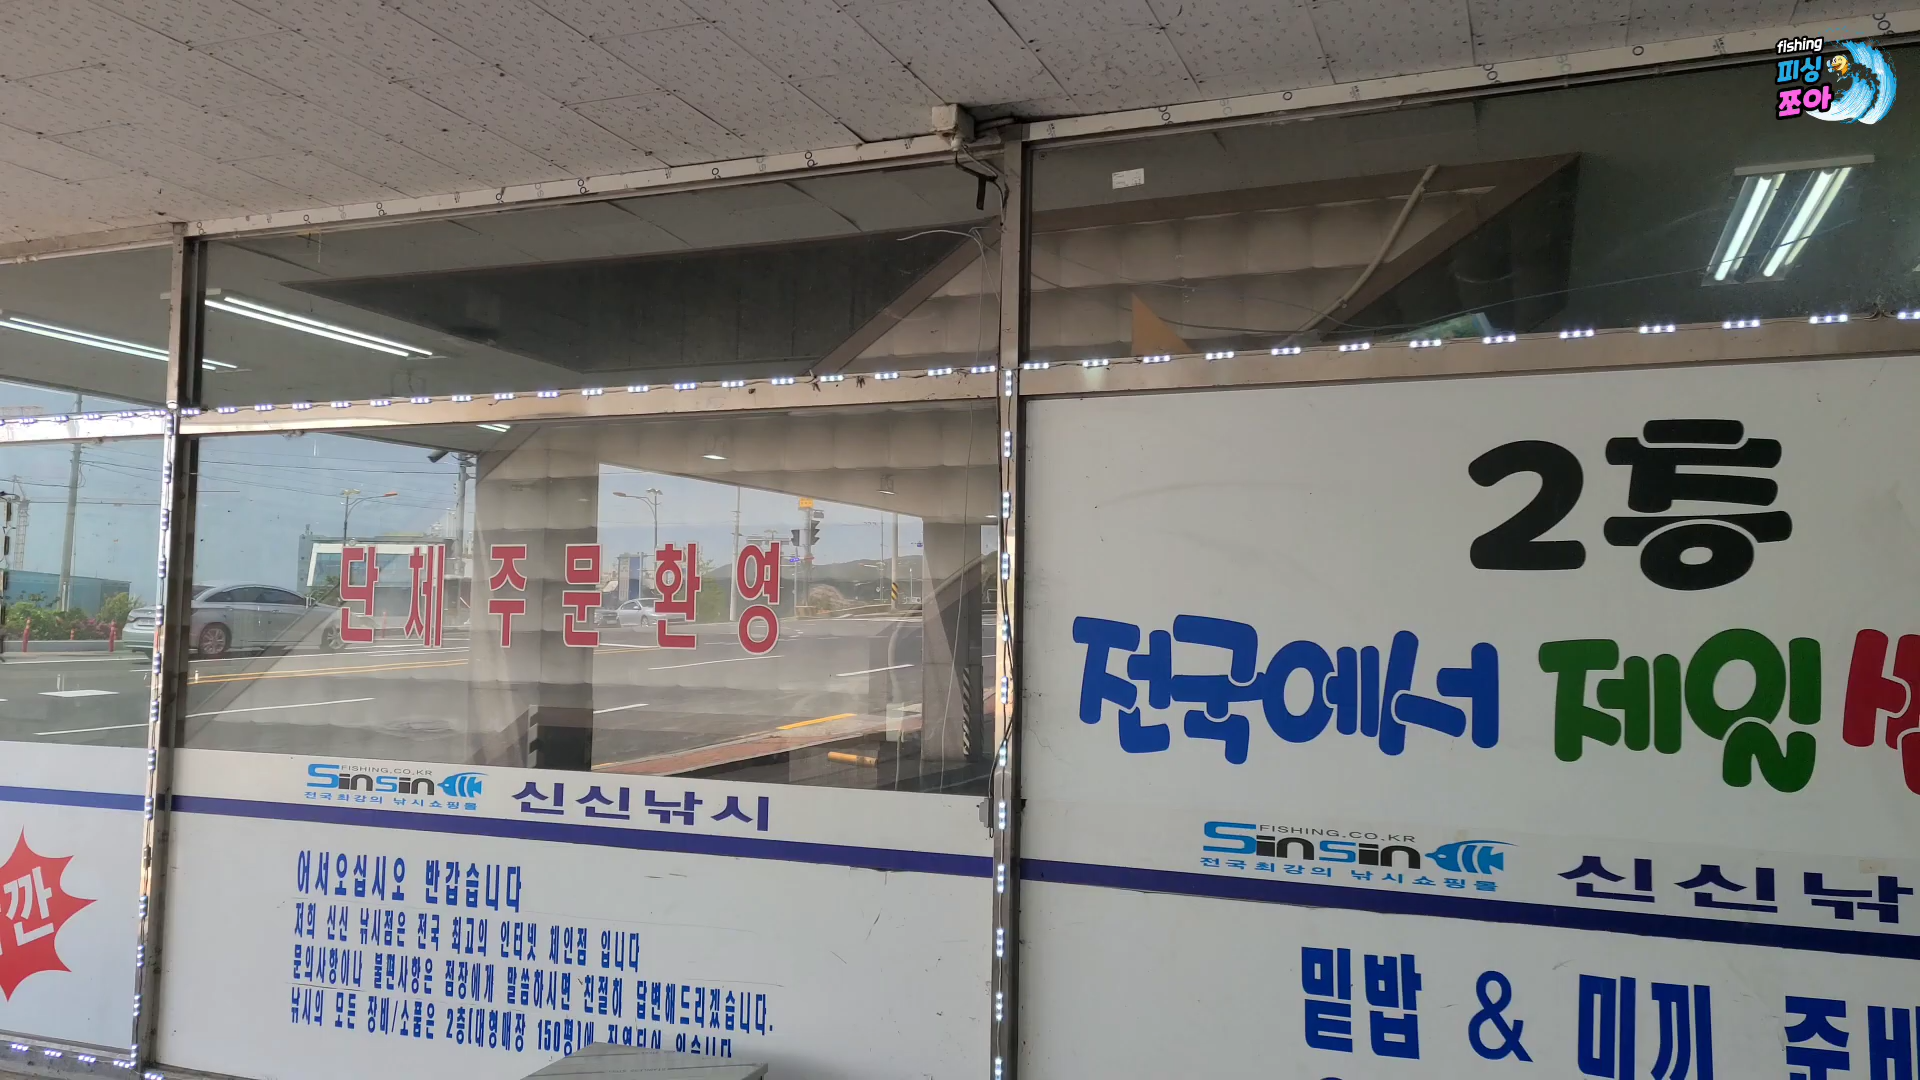 fishing
피싱
쪼아
2층
전국에서 제일
단체 주문 환영
FISHING.CO.KR
SinSin
전국최강의 낚시쇼핑몰
신신낚시
어서오십시오 반갑습니다
저희 신신 낚시점은 전국 최고의 인터넷 체인점 입니다
문의사항이나 불편사항은 점장에게 말씀하시면 친절히 답변해드리겠습니다.
낚시의 모든 장비/소품은 2층(대형매장 150평)에
깐
FISHING.CO.KR
SinSin
전국최강의 낚시쇼핑몰
신신낚
밑밥 & 미끼 준비